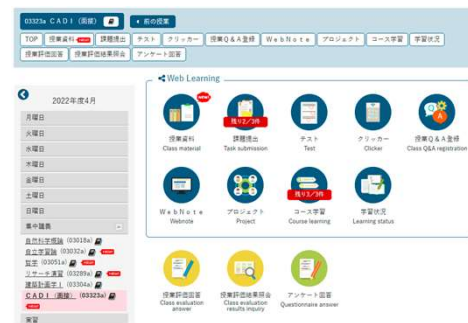 03323a CADⅠ (面接)
前の授業
TOP 授業資料 NEW 課題提出 テスト クリッカー 授業Q&A登録 WebNote プロジェクト コース学習 学習状況
授業評価回答 授業評価結果照会 アンケート回答
Web Learning
2022年度4月
月曜日
火曜日
水曜日
木曜日
金曜日
土曜日
日曜日
集中講義
自然科学概論 (03018a)
自立学習論 (03032a) NEW
哲学 (03051a) NEW
リサーチ演習 (03289a) NEW
建築計画学Ⅰ (03304a)
CADⅠ (面接) (03323a)
NEW
実習
NEW
授業資料
Class material
残り2/3件
課題提出
Task submission
テスト
Test
クリッカー
Clicker
Q
A
授業Q&A登録
Class Q&A registration
WebNote
Webnote
プロジェクト
Project
残り3/3件
コース学習
Course learning
学習状況
Learning status
授業評価回答
Class evaluation
answer
授業評価結果照会
Class evaluation
results inquiry
アンケート回答
Questionnaire answer